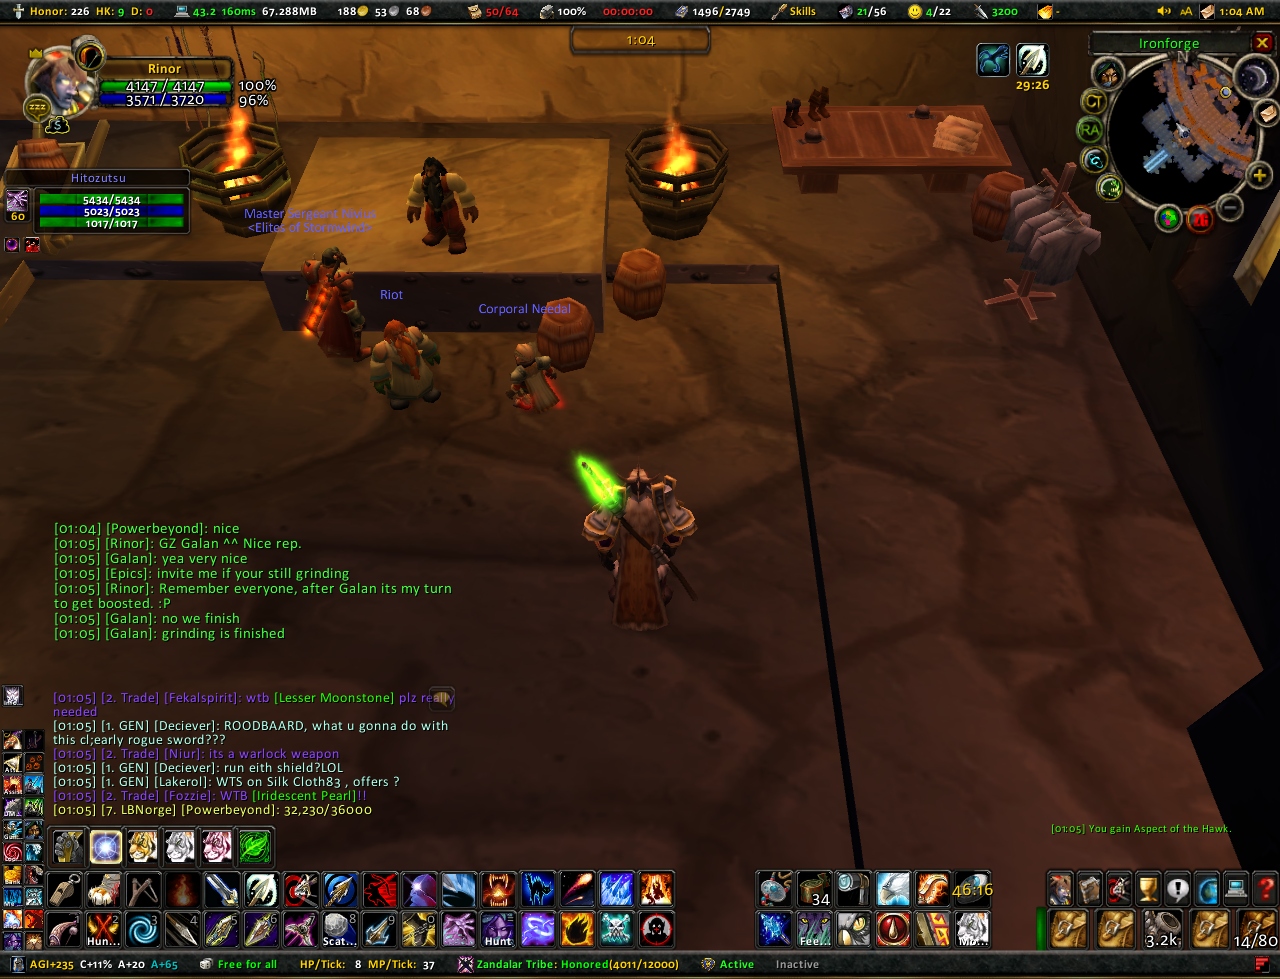 Honor: 226 HK: 9 D: 0 43.2 160ms 67.288MB 188 53 68 50/64 100% 00:00:00 1496/2749 Skills 21/56 4/22 3200 - 1:04 AM
1:04
Ironforge
Rinor
4147 / 4147 100%
3571 / 3720 96%
zzz
S
29:26
CT
RA
Hitozutsu
5434/5434
5023/5023
1017/1017
60
<Elites of Stormwind>
Riot
Corporal Needal
[01:04] [Powerbeyond]: nice
[01:05] [Rinor]: GZ Galan ^^ Nice rep.
[01:05] [Galan]: yea very nice
[01:05] [Epics]: invite me if your still grinding
[01:05] [Rinor]: Remember everyone, after Galan its my turn
to get boosted. :P
[01:05] [Galan]: no we finish
[01:05] [Galan]: grinding is finished
[01:05] [2. Trade] [Fekalspirit]: wtb [Lesser Moonstone] plz really
needed
[01:05] [1. GEN] [Deciever]: ROODBAARD, what u gonna do with
this cl;early rogue sword???
[01:05] [2. Trade] [Niur]: its a warlock weapon
[01:05] [1. GEN] [Deciever]: run eith shield?LOL
[01:05] [1. GEN] [Lakerol]: WTS on Silk Cloth83 , offers ?
[01:05] [2. Trade] [Fozzie]: WTB [Iridescent Pearl]!!
[01:05] [7. LBNorge] [Powerbeyond]: 32,230/36000
[01:05] You gain Aspect of the Hawk.
34
46:16
Hun...
Scat...
Hunt
Fee...
3.2k
14/80
AGI+235 C+11% A+20 A+65 Free for all HP/Tick: 8 MP/Tick: 37 Zandalar Tribe: Honored(4011/12000) Active Inactive